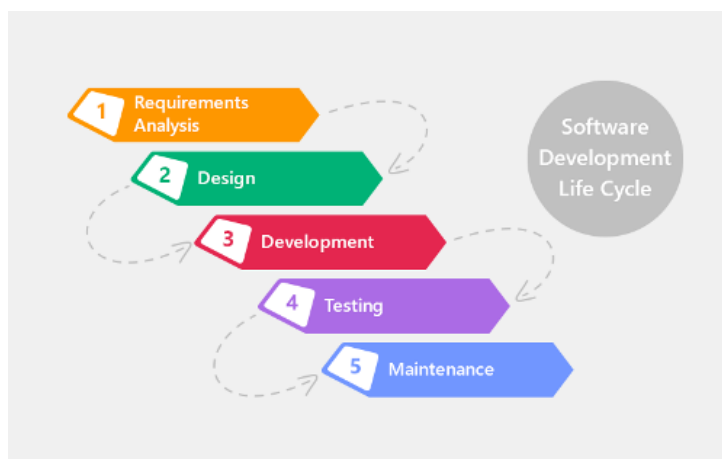 1
Requirements
Analysis
2
Design
3
Development
4
Testing
5
Maintenance
Software
Development
Life Cycle